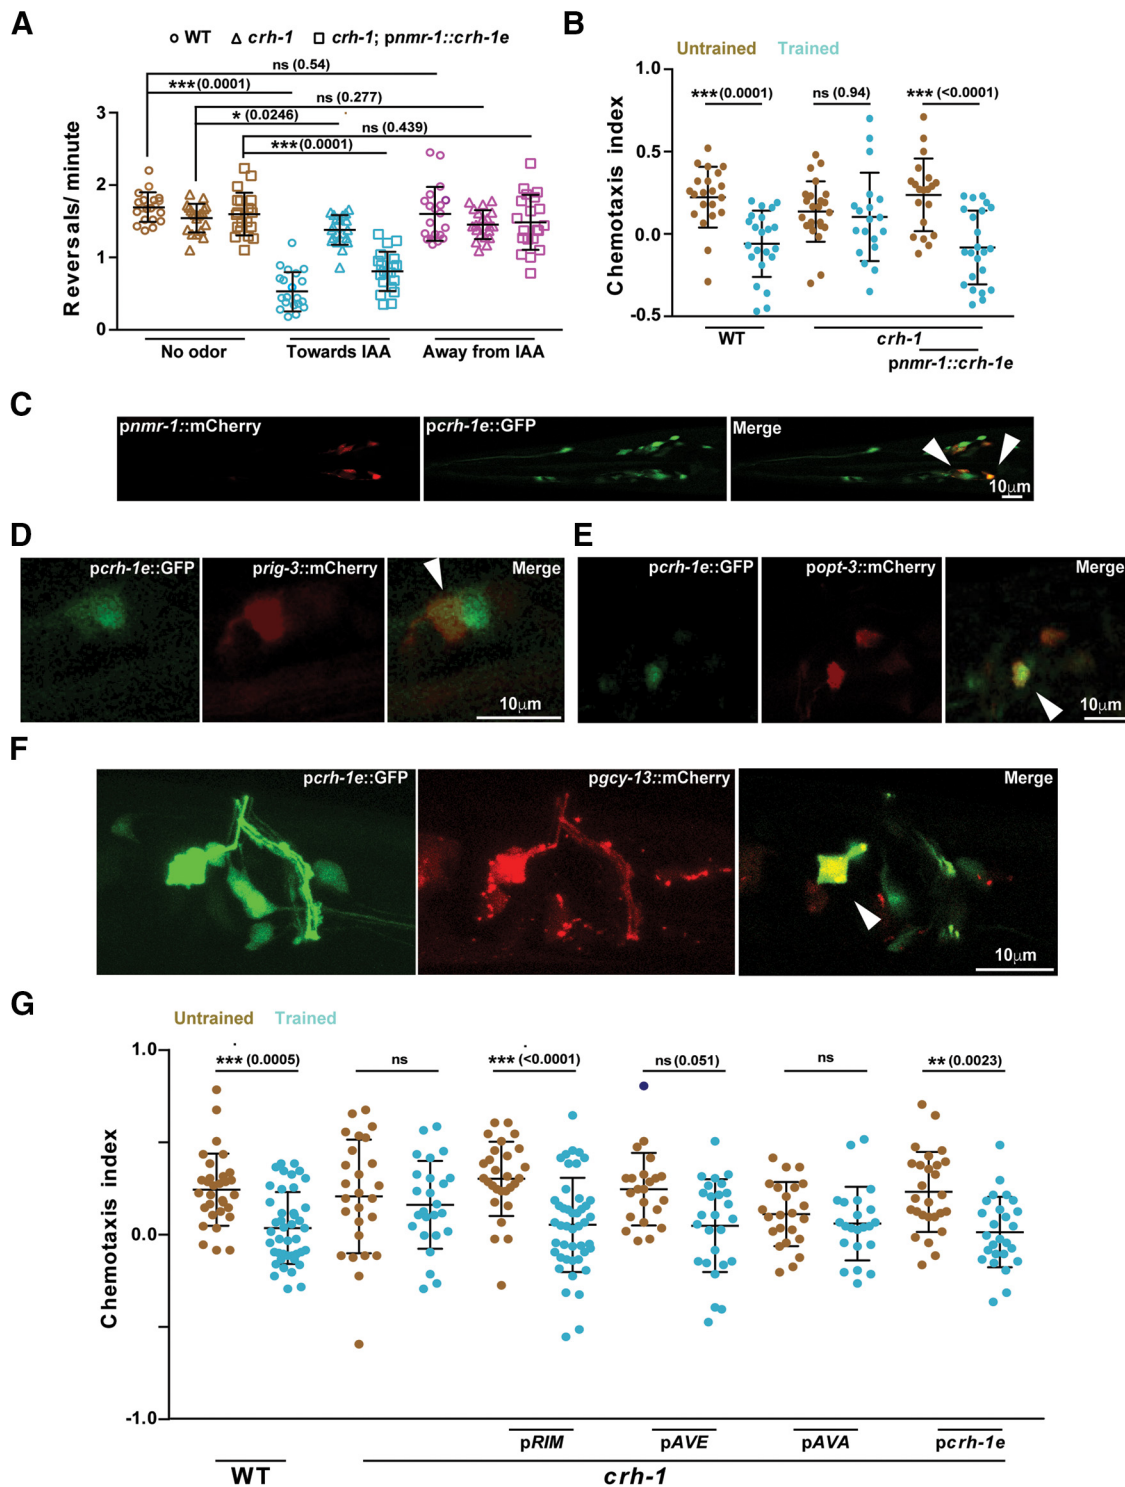 A
WT crh-1 crh-1; pnmr-1::crh-1e
ns (0.54)
***(0.0001)
ns (0.277)
* (0.0246)
ns (0.439)
***(0.0001)
Reversals/ minute
3
2
1
0
No odor Towards IAA Away from IAA
B
Untrained Trained
Chemotaxis index
1.0
0.5
0.0
-0.5
***(0.0001) ns (0.94) ***(<0.0001)
WT crh-1
pnmr-1::crh-1e
C
pnmr-1::mCherry pcrh-1e::GFP Merge
10μm
D
pcrh-1e::GFP prig-3::mCherry Merge
10μm
E
pcrh-1e::GFP popt-3::mCherry Merge
10μm
F
pcrh-1e::GFP pgcy-13::mCherry Merge
10μm
G
Untrained Trained
Chemotaxis index
1.0
0.0
-1.0
***(0.0005) ns ***(<0.0001) ns (0.051) ns **(0.0023)
pRIM pAVE pAVA pcrh-1e
WT crh-1